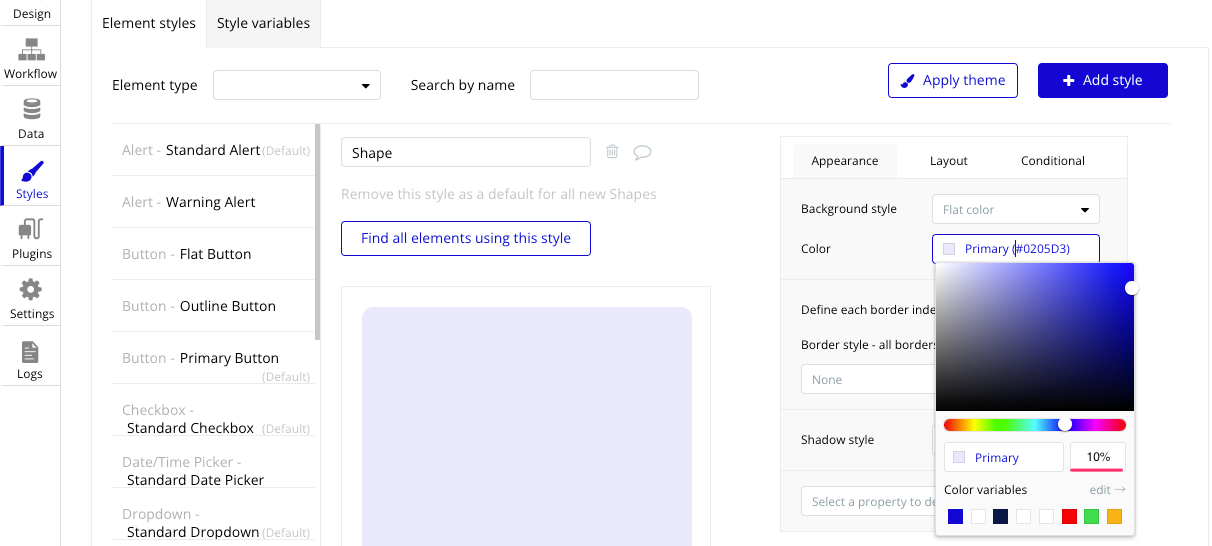 Design
Workflow
Data
Styles
Plugins
Settings
Logs
Element styles
Style variables
Element type
Search by name
Apply theme
Add style
Alert - Standard Alert (Default)
Alert - Warning Alert
Button - Flat Button
Button - Outline Button
Button - Primary Button
(Default)
Checkbox -
Standard Checkbox (Default)
Date/Time Picker -
Standard Date Picker
Dropdown -
Standard Dropdown (Default)
Shape
Remove this style as a default for all new Shapes
Find all elements using this style
Appearance
Layout
Conditional
Background style
Flat color
Color
Primary (#0205D3)
Define each border inde
Border style - all borders
None
Shadow style
Select a property to de
Primary
10%
Color variables
edit →